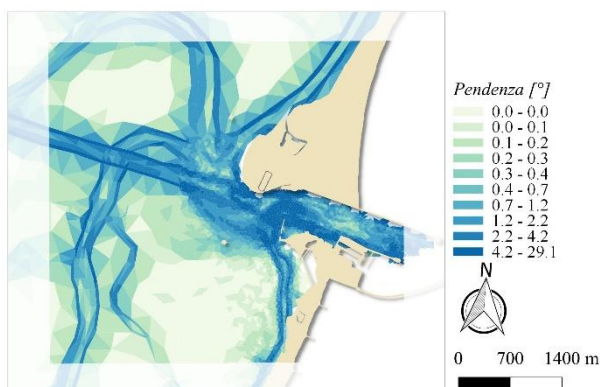 Pendenza [°]
0.0 - 0.0
0.0 - 0.1
0.1 - 0.2
0.2 - 0.3
0.3 - 0.4
0.4 - 0.7
0.7 - 1.2
1.2 - 2.2
2.2 - 4.2
4.2 - 29.1
N
0 700 1400 m